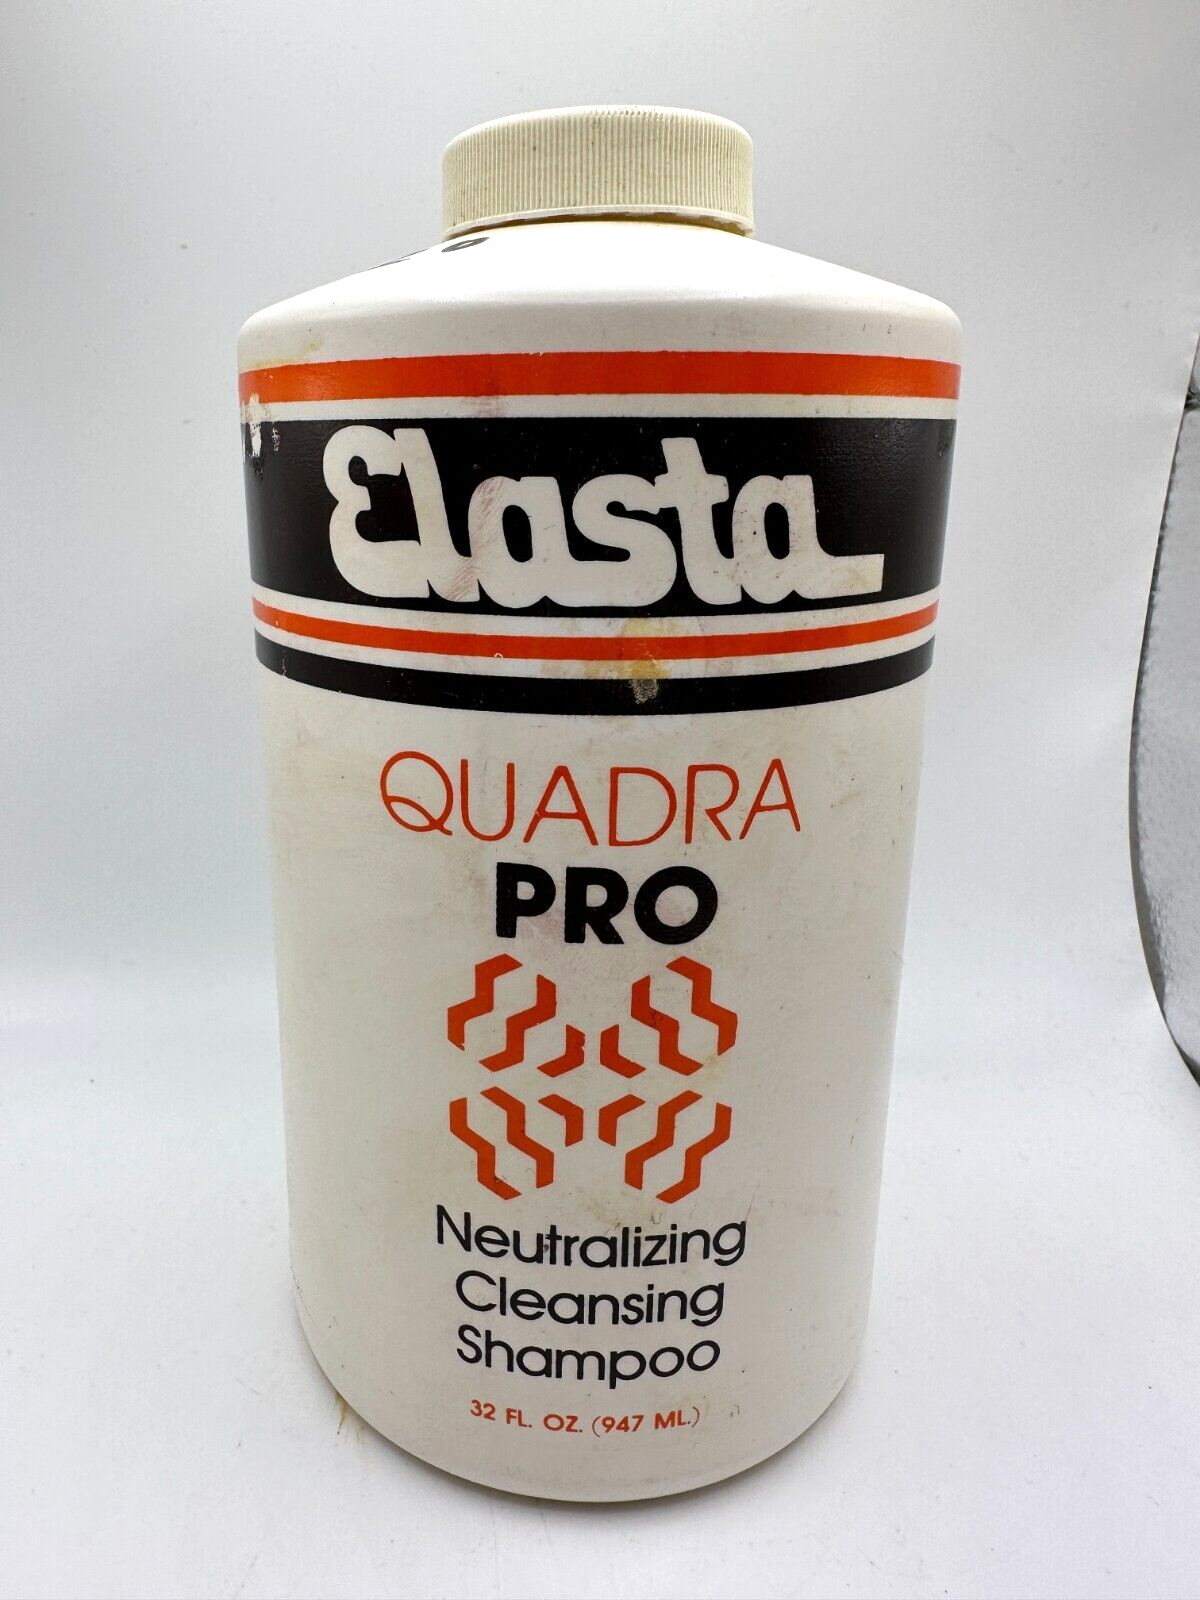 Elasta
QUADRA
PRO
Neutralizing
Cleansing
Shampoo
32 FL. OZ. (947 ML.)